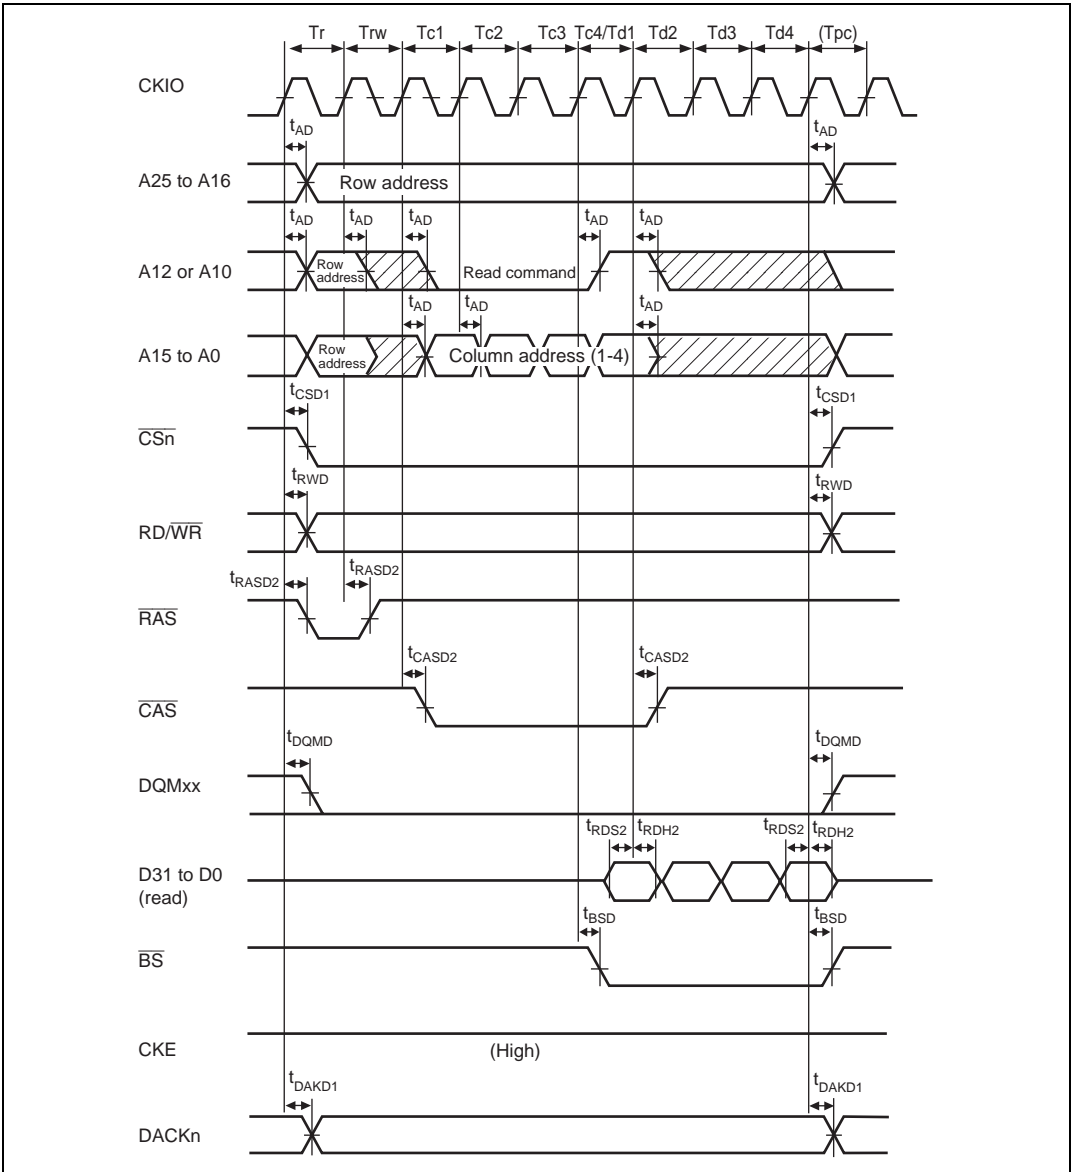 Tr Trw Tc1 Tc2 Tc3 Tc4/Td1 Td2 Td3 Td4 (Tpc)
CKIO
tAD tAD
A25 to A16 Row address
tAD tAD tAD tAD tAD
A12 or A10 Row address Read command
tAD tAD tAD
A15 to A0 Row address Column address (1-4)
tCSD1 tCSD1
CSn
tRWD tRWD
RD/WR
tRASD2 tRASD2
RAS
tCASD2 tCASD2
CAS
tDQMD tDQMD
DQMxx
tRDS2 tRDH2 tRDS2 tRDH2
D31 to D0
(read)
tBSD tBSD
BS
CKE (High)
tDAKD1 tDAKD1
DACKn